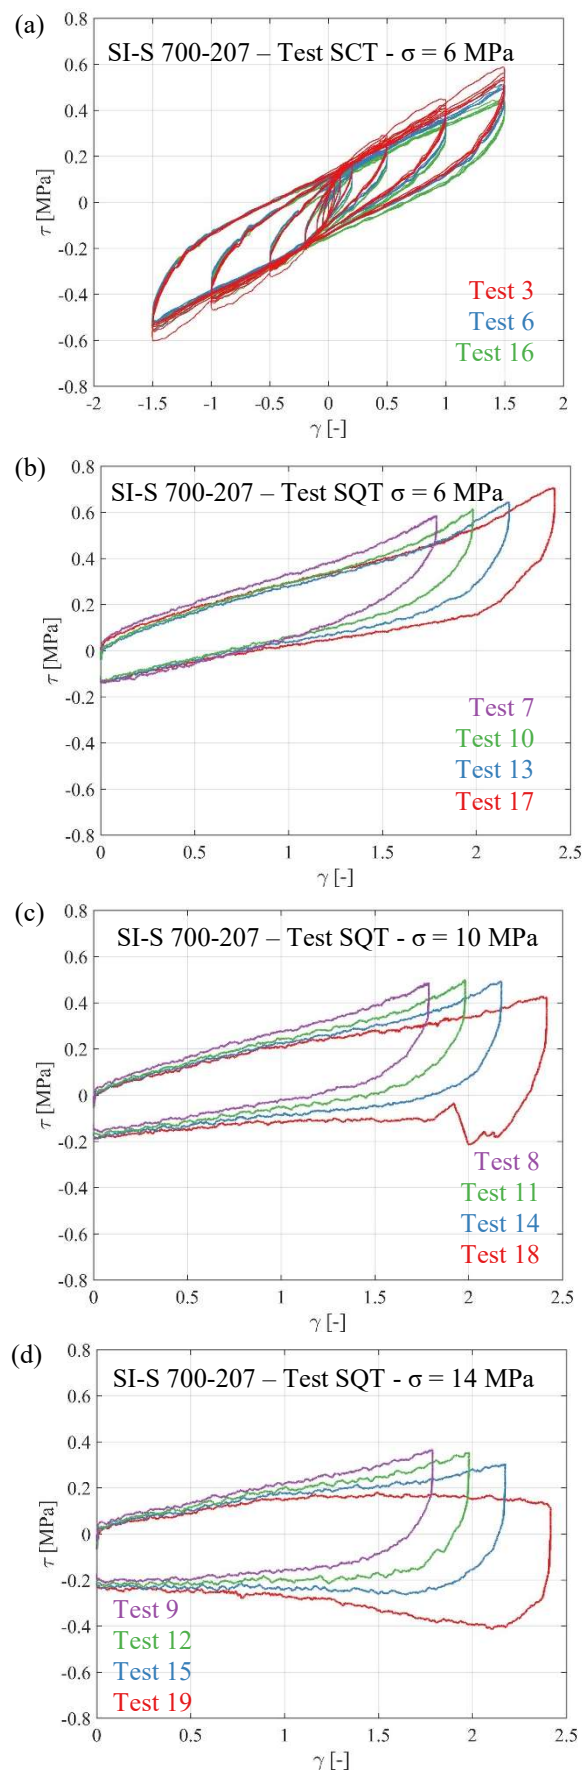 (a)
SI-S 700-207 – Test SCT - σ = 6 MPa
0.8
0.6
0.4
0.2
0
-0.2
-0.4
-0.6
-0.8
τ [MPa]
Test 3
Test 6
Test 16
-2 -1.5 -1 -0.5 0 0.5 1 1.5 2
γ [-]
(b)
SI-S 700-207 – Test SQT σ = 6 MPa
0.8
0.6
0.4
0.2
0
-0.2
-0.4
-0.6
-0.8
τ [MPa]
Test 7
Test 10
Test 13
Test 17
0 0.5 1 1.5 2 2.5
γ [-]
(c)
SI-S 700-207 – Test SQT - σ = 10 MPa
0.8
0.6
0.4
0.2
0
-0.2
-0.4
-0.6
-0.8
τ [MPa]
Test 8
Test 11
Test 14
Test 18
0 0.5 1 1.5 2 2.5
γ [-]
(d)
SI-S 700-207 – Test SQT - σ = 14 MPa
0.8
0.6
0.4
0.2
0
-0.2
-0.4
-0.6
-0.8
τ [MPa]
Test 9
Test 12
Test 15
Test 19
0 0.5 1 1.5 2 2.5
γ [-]